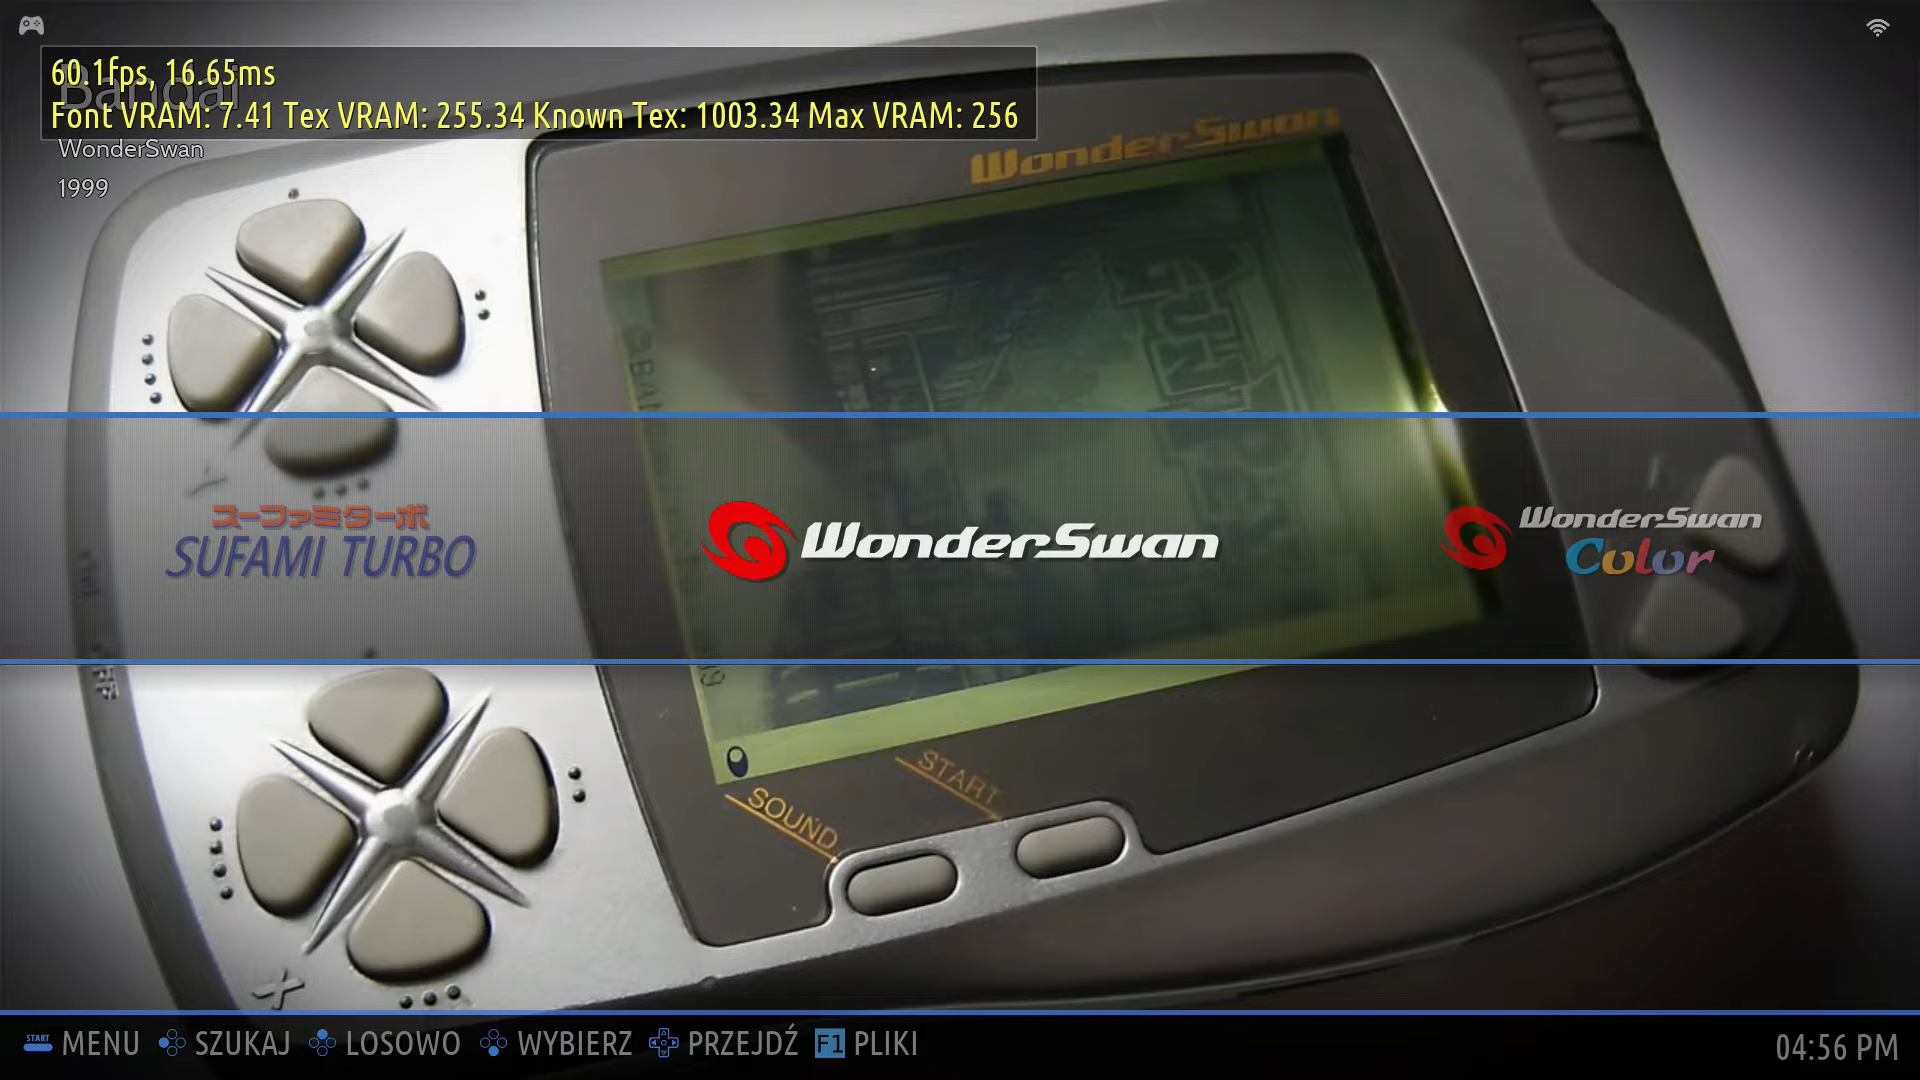 60.1fps, 16.65ms
Bandai
Font VRAM: 7.41 Tex VRAM: 255.34 Known Tex: 1003.34 Max VRAM: 256
WonderSwan
1999
WonderSwan
スーファミターボ
SUFAMI TURBO
WonderSwan
WonderSwan
Color
START
SOUND
X
START MENU SZUKAJ LOSOWO WYBIERZ PRZEJDŹ F1 PLIKI
04:56 PM